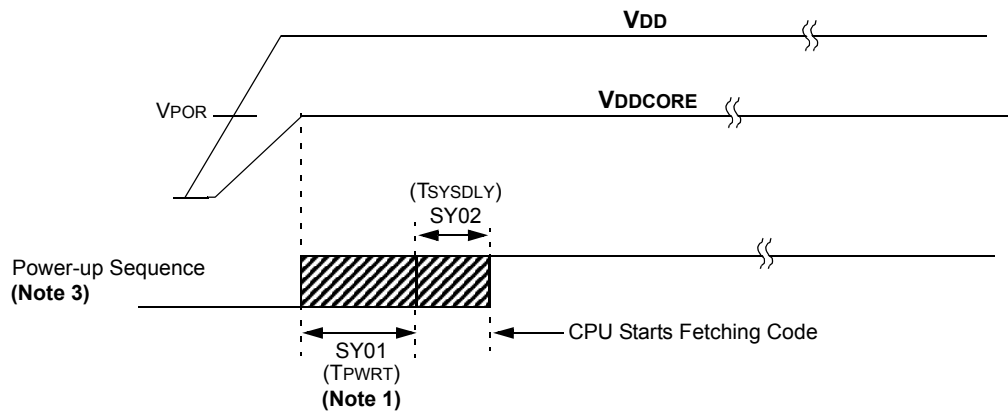 VDD
VPOR
VDDCORE
(TSYSDLY)
SY02
Power-up Sequence
(Note 3)
CPU Starts Fetching Code
SY01
(TPWRT)
(Note 1)